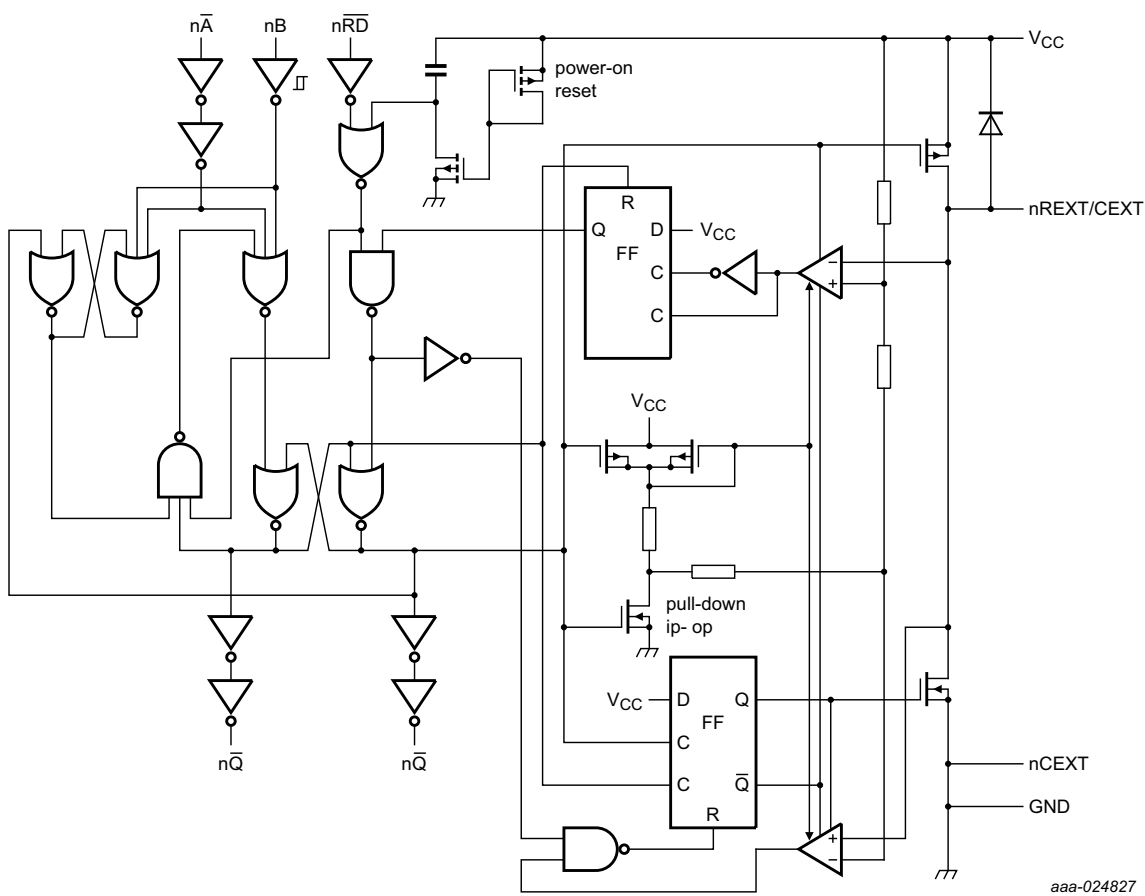 nA̅ nB nR̅D̅
VCC
power-on
reset
nREXT/CEXT
R
Q D VCC
FF
C
C
− +
VCC
pull-down
ip- op
VCC D Q
FF
C
C Q̅
R
nQ̅ nQ̅
nCEXT
GND
+ −
aaa-024827